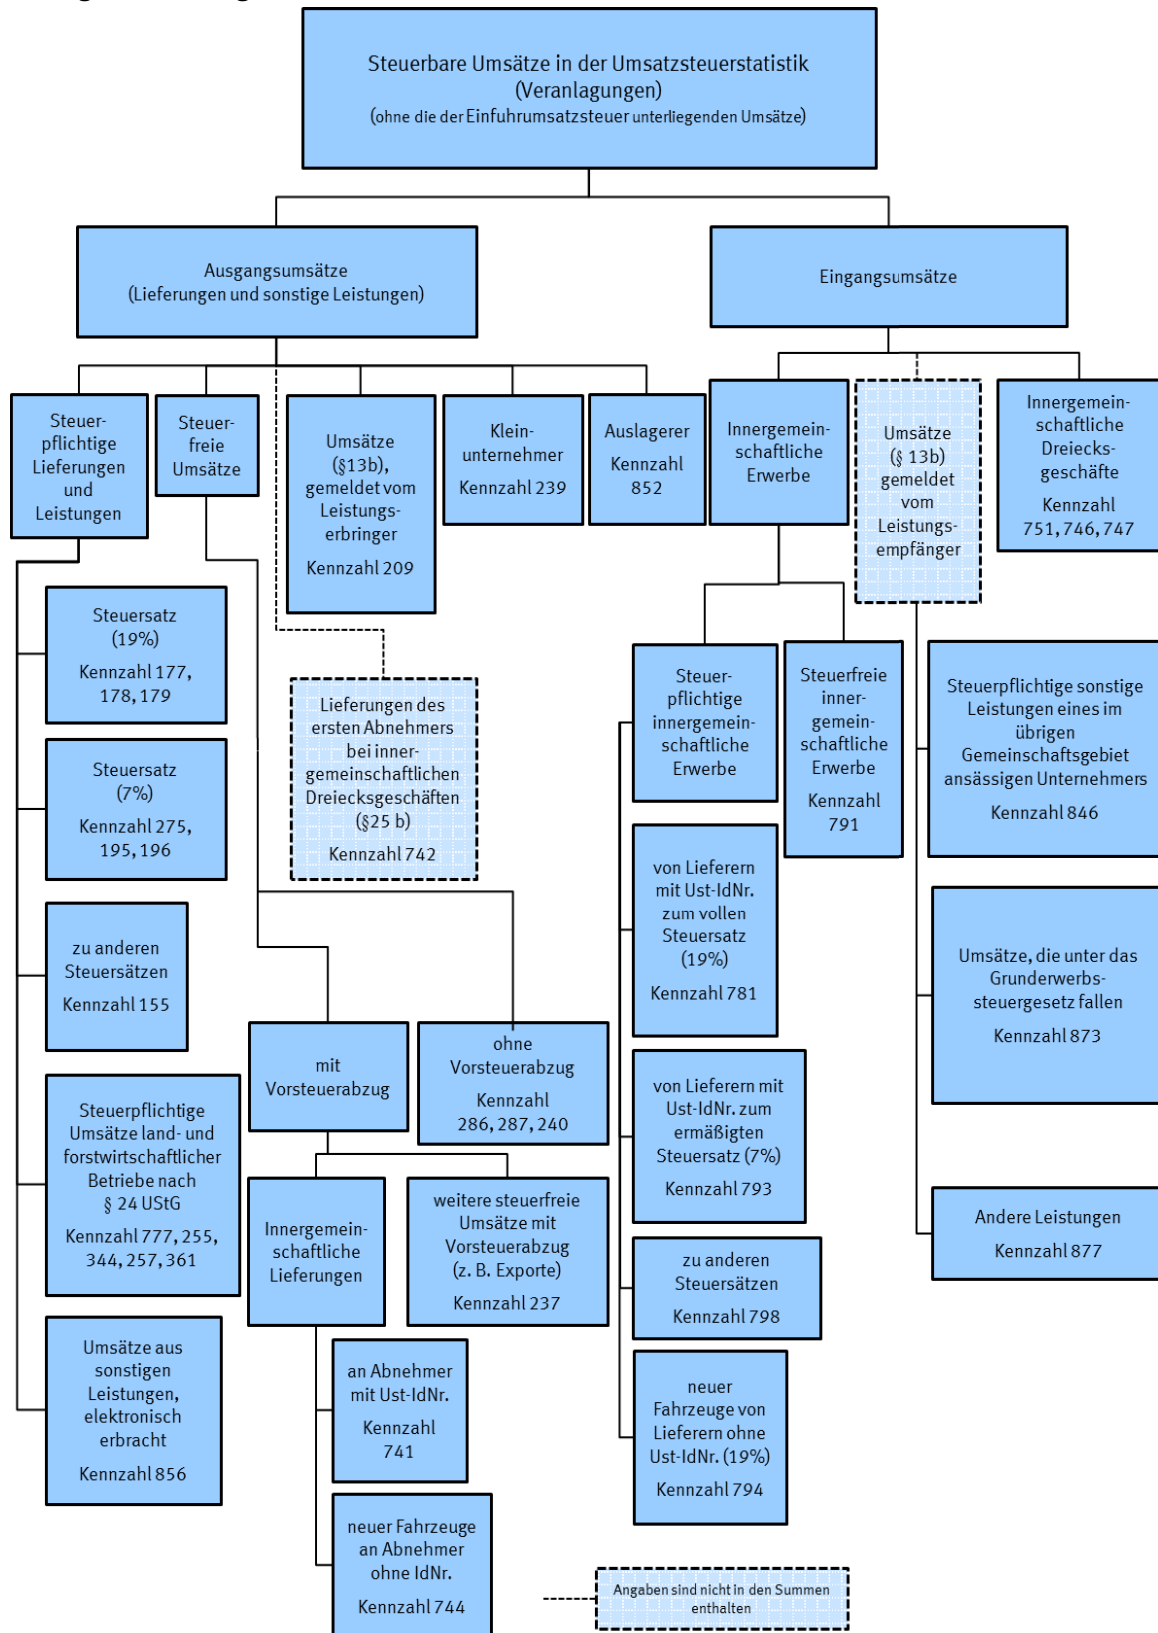 Steuerbare Umsätze in der Umsatzsteuerstatistik
(Veranlagungen)
(ohne die der Einfuhrumsatzsteuer unterliegenden Umsätze)
Ausgangsumsätze
(Lieferungen und sonstige Leistungen)
Eingangsumsätze
Steuer-
pflichtige
Lieferungen
und
Leistungen
Steuer-
freie
Umsätze
Umsätze
(§13b),
gemeldet vom
Leistungs-
erbringer
Kennzahl 209
Klein-
unternehmer
Kennzahl 239
Auslagerer
Kennzahl
852
Innergemein-
schaftliche
Erwerbe
Umsätze
(§ 13b)
gemeldet
vom
Leistungs-
empfänger
Innergemein-
schaftliche
Dreiecks-
geschäfte
Kennzahl
751, 746, 747
Steuersatz
(19%)
Kennzahl 177,
178, 179
Steuersatz
(7%)
Kennzahl 275,
195, 196
zu anderen
Steuersätzen
Kennzahl 155
Steuerpflichtige
Umsätze land- und
forstwirtschaftlicher
Betriebe nach
§ 24 UStG
Kennzahl 777, 255,
344, 257, 361
Umsätze aus
sonstigen
Leistungen,
elektronisch
erbracht
Kennzahl 856
Lieferungen des
ersten Abnehmers
bei inner-
gemeinschaftlichen
Dreiecksgeschäften
(§25 b)
Kennzahl 742
mit
Vorsteuerabzug
ohne
Vorsteuerabzug
Kennzahl
286, 287, 240
Innergemein-
schaftliche
Lieferungen
weitere steuerfreie
Umsätze mit
Vorsteuerabzug
(z. B. Exporte)
Kennzahl 237
an Abnehmer
mit Ust-IdNr.
Kennzahl
741
neuer Fahrzeuge
an Abnehmer
ohne IdNr.
Kennzahl 744
Steuer-
pflichtige
innergemein-
schaftliche
Erwerbe
Steuerfreie
inner-
gemein-
schaftliche
Erwerbe
Kennzahl
791
von Lieferern
mit Ust-IdNr.
zum vollen
Steuersatz
(19%)
Kennzahl 781
von Lieferern mit
Ust-IdNr. zum
ermäßigten
Steuersatz (7%)
Kennzahl 793
zu anderen
Steuersätzen
Kennzahl 798
neuer
Fahrzeuge von
Lieferern ohne
Ust-IdNr. (19%)
Kennzahl 794
Steuerpflichtige sonstige
Leistungen eines im
übrigen
Gemeinschaftsgebiet
ansässigen Unternehmers
Kennzahl 846
Umsätze, die unter das
Grunderwerbs-
steuergesetz fallen
Kennzahl 873
Andere Leistungen
Kennzahl 877
Angaben sind nicht in den Summen
enthalten